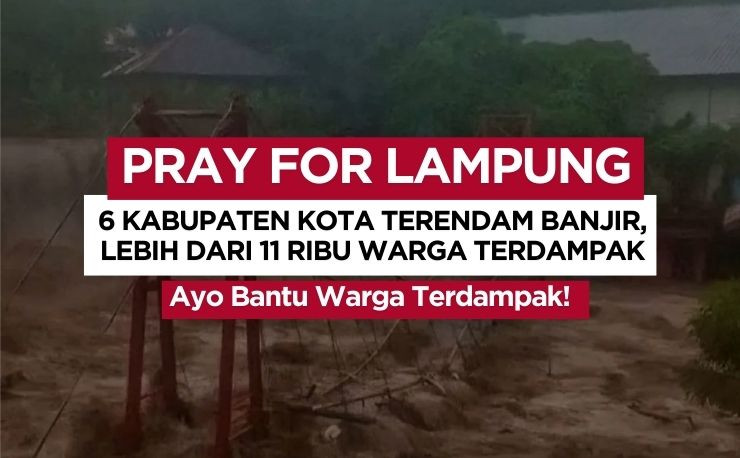 PRAY FOR LAMPUNG
6 KABUPATEN KOTA TERENDAM BANJIR,
LEBIH DARI 11 RIBU WARGA TERDAMPAK
Ayo Bantu Warga Terdampak!